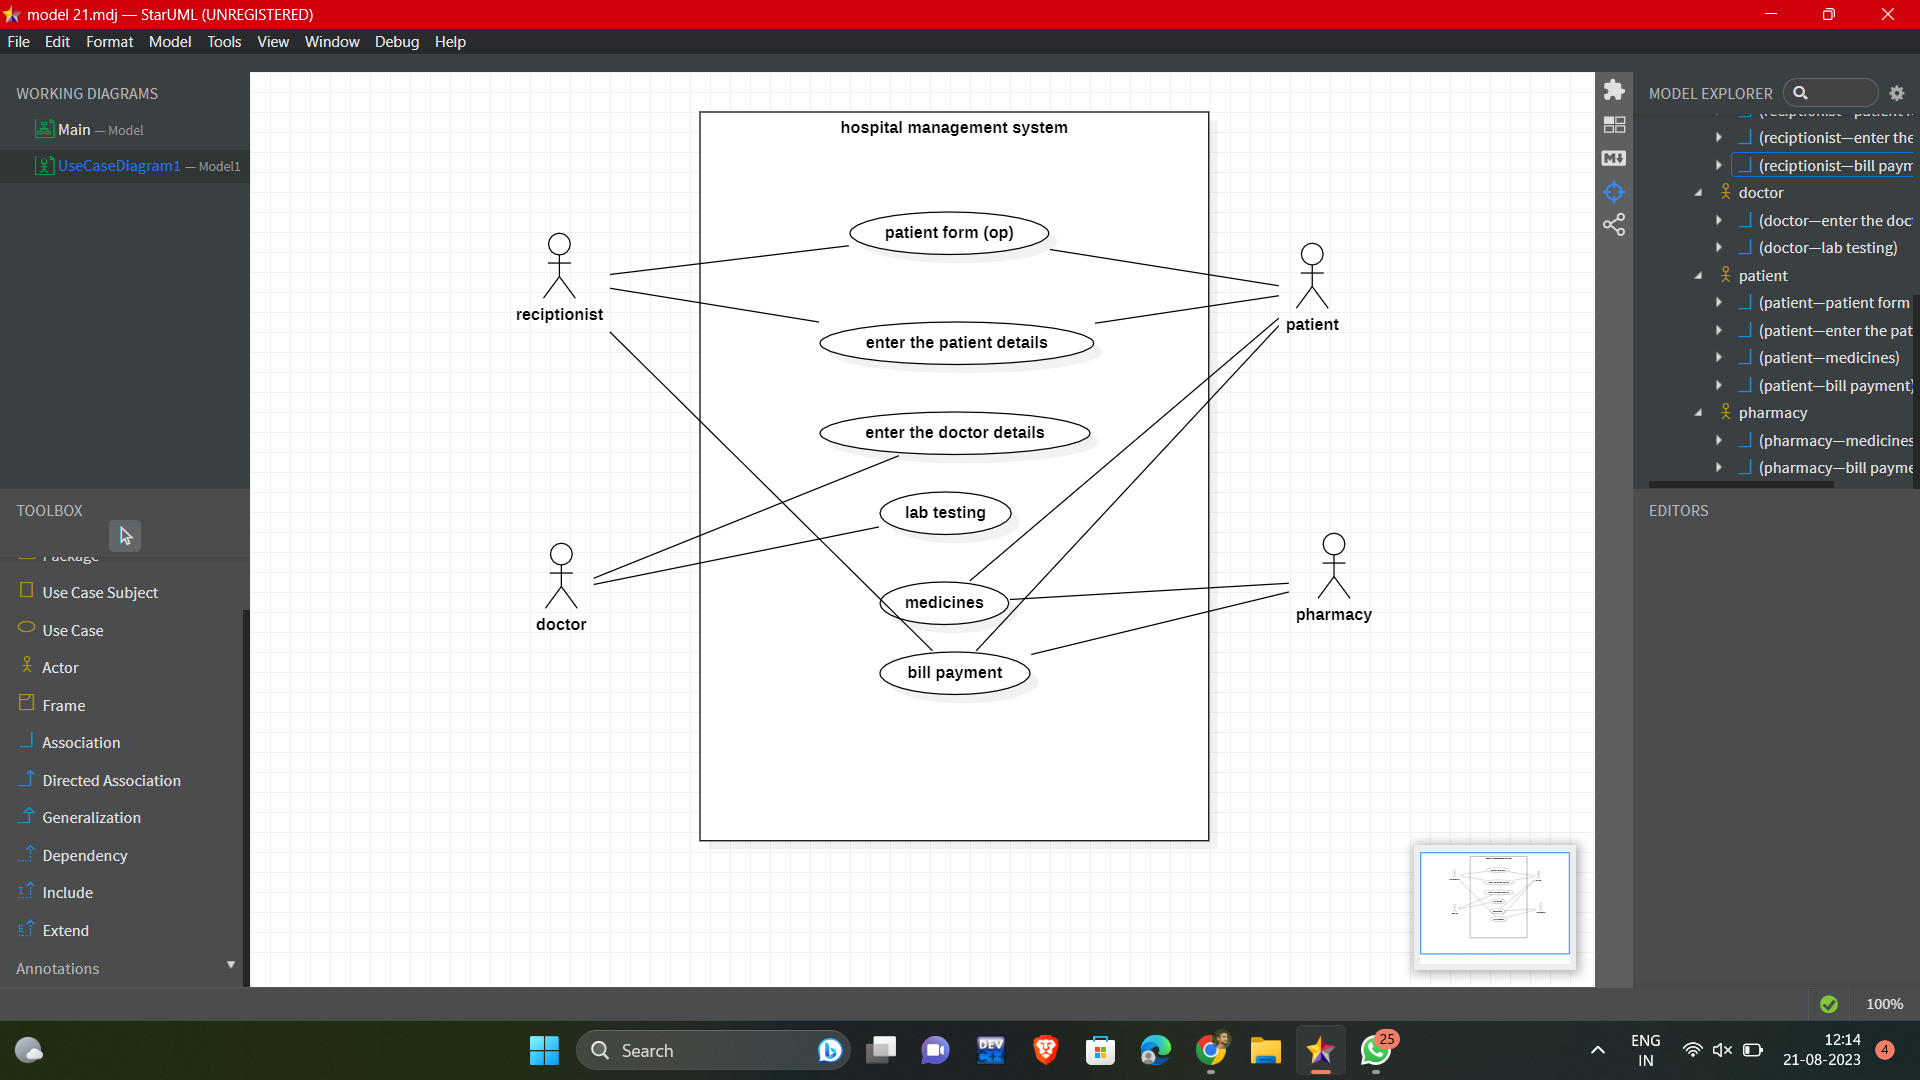 model 21.mdj — StarUML (UNREGISTERED)
File Edit Format Model Tools View Window Debug Help
WORKING DIAGRAMS
Main — Model
UseCaseDiagram1 — Model1
TOOLBOX
Package
Use Case Subject
Use Case
Actor
Frame
Association
Directed Association
Generalization
Dependency
Include
Extend
Annotations
hospital management system
patient form (op)
reciptionist
patient
enter the patient details
enter the doctor details
lab testing
medicines
doctor
pharmacy
bill payment
MODEL EXPLORER
(reciptionist—enter the
(reciptionist—bill paym
doctor
(doctor—enter the doc
(doctor—lab testing)
patient
(patient—patient form
(patient—enter the pat
(patient—medicines)
(patient—bill payment)
pharmacy
(pharmacy—medicines
(pharmacy—bill payme
EDITORS
100%
Search
DEV
C++
25
ENG
IN
12:14
21-08-2023
4